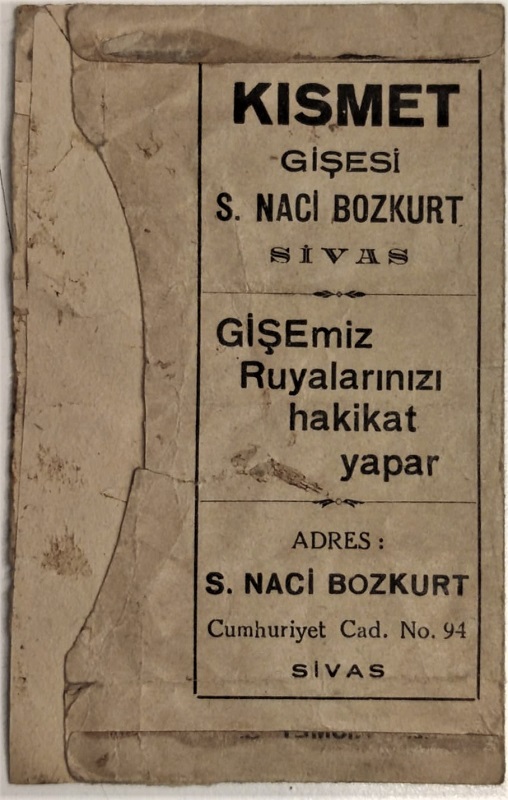 KISMET
GİŞESİ
S. NACİ BOZKURT
SİVAS
GİŞEmiz
Ruyalarınızı
hakikat
yapar
ADRES :
S. NACİ BOZKURT
Cumhuriyet Cad. No. 94
SİVAS